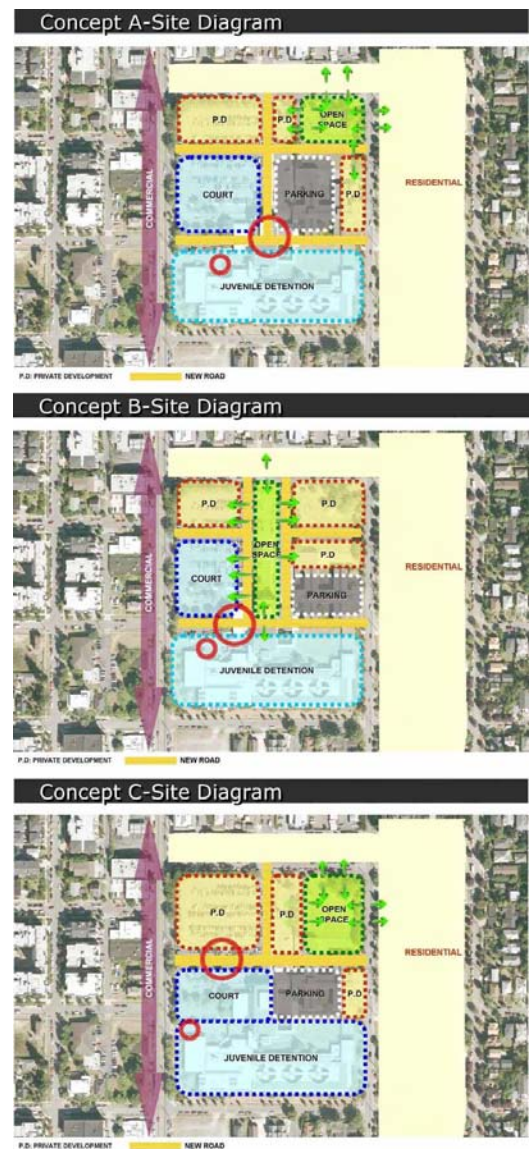 Concept A-Site Diagram
COMMERCIAL
P.D
P.D
OPEN
SPACE
COURT
PARKING
P.D
RESIDENTIAL
JUVENILE DETENTION
P.D: PRIVATE DEVELOPMENT NEW ROAD
Concept B-Site Diagram
COMMERCIAL
P.D
P.D
OPEN
SPACE
P.D
COURT
PARKING
RESIDENTIAL
JUVENILE DETENTION
P.D: PRIVATE DEVELOPMENT NEW ROAD
Concept C-Site Diagram
COMMERCIAL
P.D
P.D
OPEN
SPACE
RESIDENTIAL
COURT
PARKING
P.D
JUVENILE DETENTION
P.D: PRIVATE DEVELOPMENT NEW ROAD